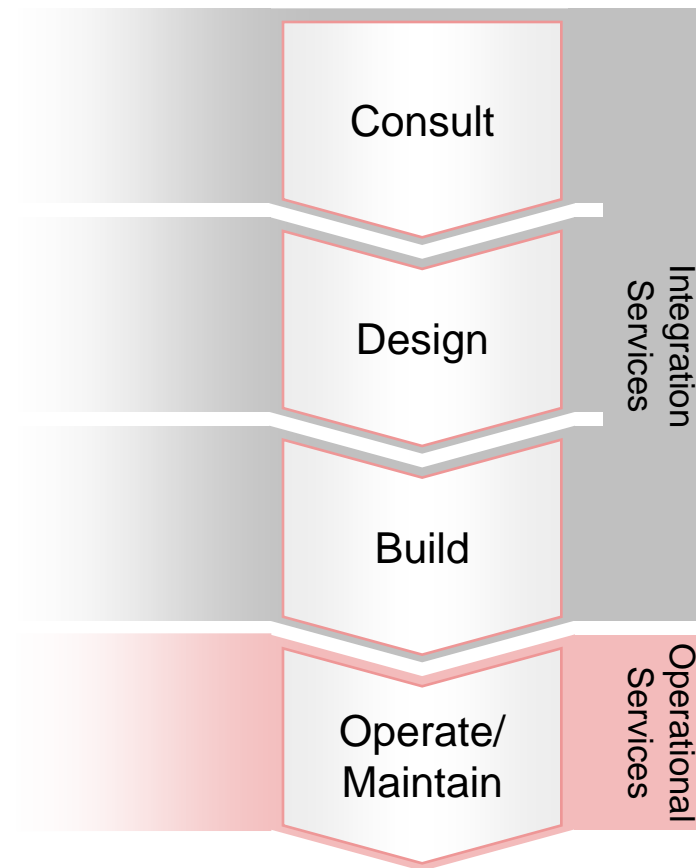 Consult
Design
Build
Operate/
Maintain
Integration
Services
Operational
Services